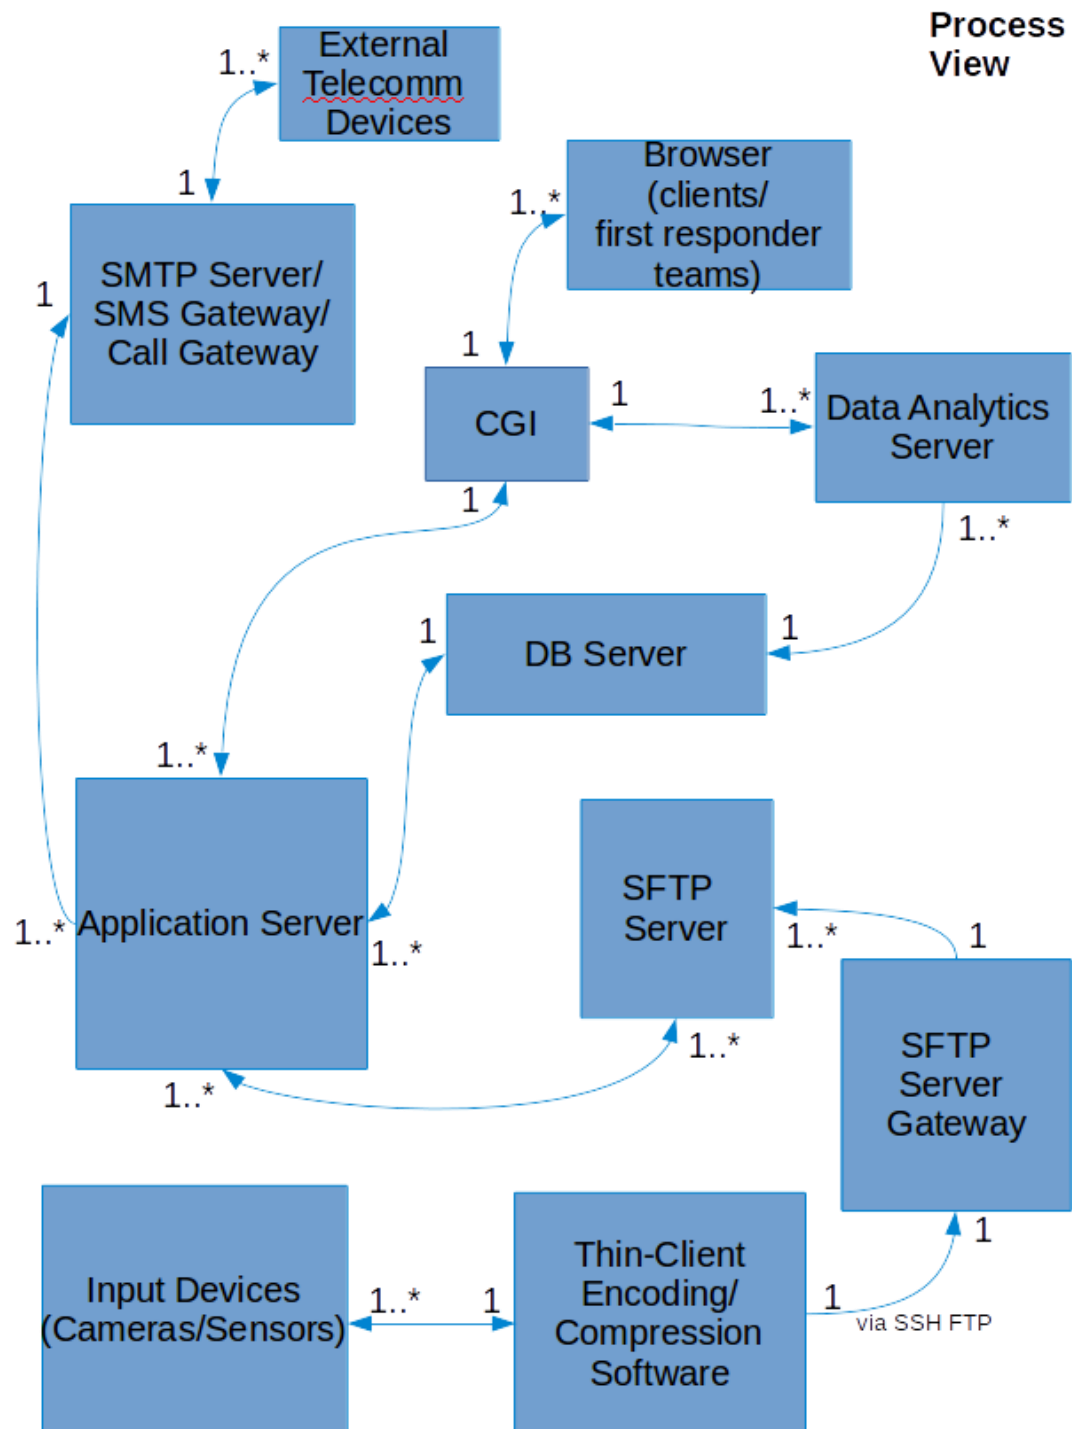 Process
View
External
Telecomm
Devices
1..*
1
Browser
(clients/
first responder
teams)
1..*
SMTP Server/
SMS Gateway/
Call Gateway
1
1
CGI
1
1..*
Data Analytics
Server
1
1..*
DB Server
1
1
1..*
Application Server
1..*
1..*
SFTP
Server
1..*
1
1..*
1..*
SFTP
Server
Gateway
1
Input Devices
(Cameras/Sensors)
1..*
1
Thin-Client
Encoding/
Compression
Software
1
via SSH FTP